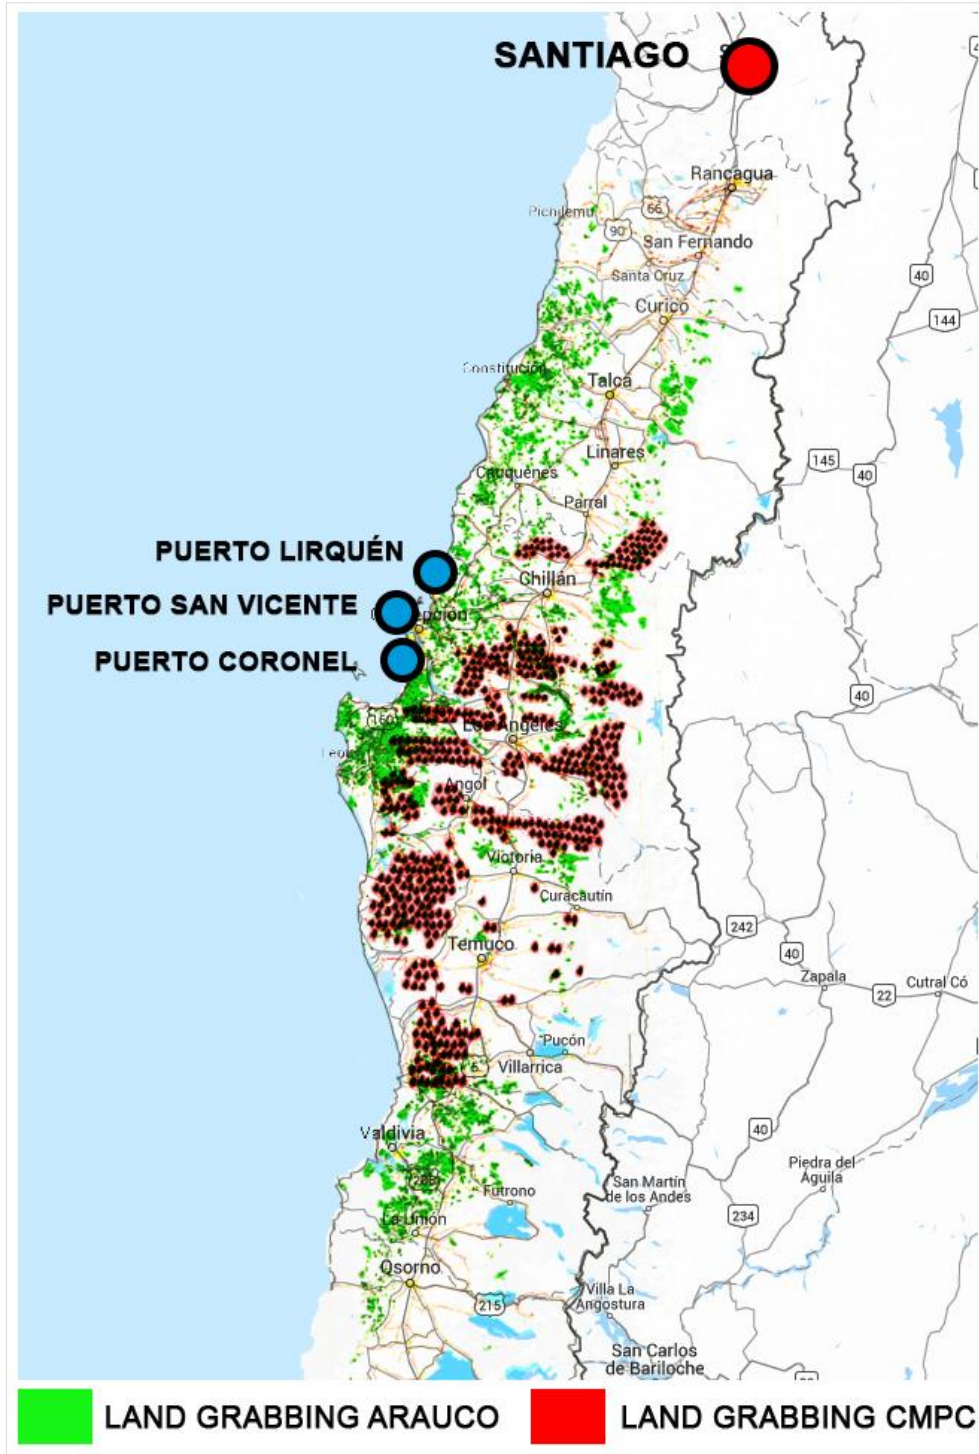 SANTIAGO
Rancagua
Pichilemu
66
90
San Fernando
Santa Cruz
40
Curicó
144
Constitución
Talca
Linares
145
40
Cauquenes
Parral
PUERTO LIRQUÉN
Chillán
PUERTO SAN VICENTE
PUERTO CORONEL
40
160
Los Angeles
Angol
Victoria
Curacautín
242
Temuco
40
Zapala
Cutral Có
22
Pucón
Villarrica
40
Valdivia
Piedra del
Aguila
San Martín
de los Andes
Futrono
234
La Unión
Osorno
Villa La
Angostura
215
San Carlos
de Bariloche
LAND GRABBING ARAUCO
LAND GRABBING CMPC